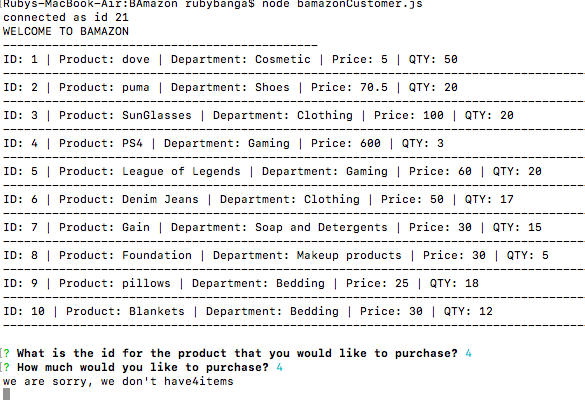 Rubys-MacBook-Air:BAmazon rubybanga$ node bamazonCustomer.js
connected as id 21
WELCOME TO BAMAZON
---------------------------------------------
ID: 1 | Product: dove | Department: Cosmetic | Price: 5 | QTY: 50
-----------------------------------------------------------------------------------
ID: 2 | Product: puma | Department: Shoes | Price: 70.5 | QTY: 20
-----------------------------------------------------------------------------------
ID: 3 | Product: SunGlasses | Department: Clothing | Price: 100 | QTY: 20
-----------------------------------------------------------------------------------
ID: 4 | Product: PS4 | Department: Gaming | Price: 600 | QTY: 3
-----------------------------------------------------------------------------------
ID: 5 | Product: League of Legends | Department: Gaming | Price: 60 | QTY: 20
-----------------------------------------------------------------------------------
ID: 6 | Product: Denim Jeans | Department: Clothing | Price: 50 | QTY: 17
-----------------------------------------------------------------------------------
ID: 7 | Product: Gain | Department: Soap and Detergents | Price: 30 | QTY: 15
-----------------------------------------------------------------------------------
ID: 8 | Product: Foundation | Department: Makeup products | Price: 30 | QTY: 5
-----------------------------------------------------------------------------------
ID: 9 | Product: pillows | Department: Bedding | Price: 25 | QTY: 18
-----------------------------------------------------------------------------------
ID: 10 | Product: Blankets | Department: Bedding | Price: 30 | QTY: 12
-----------------------------------------------------------------------------------
[? What is the id for the product that you would like to purchase? 4
[? How much would you like to purchase? 4
we are sorry, we don't have4items